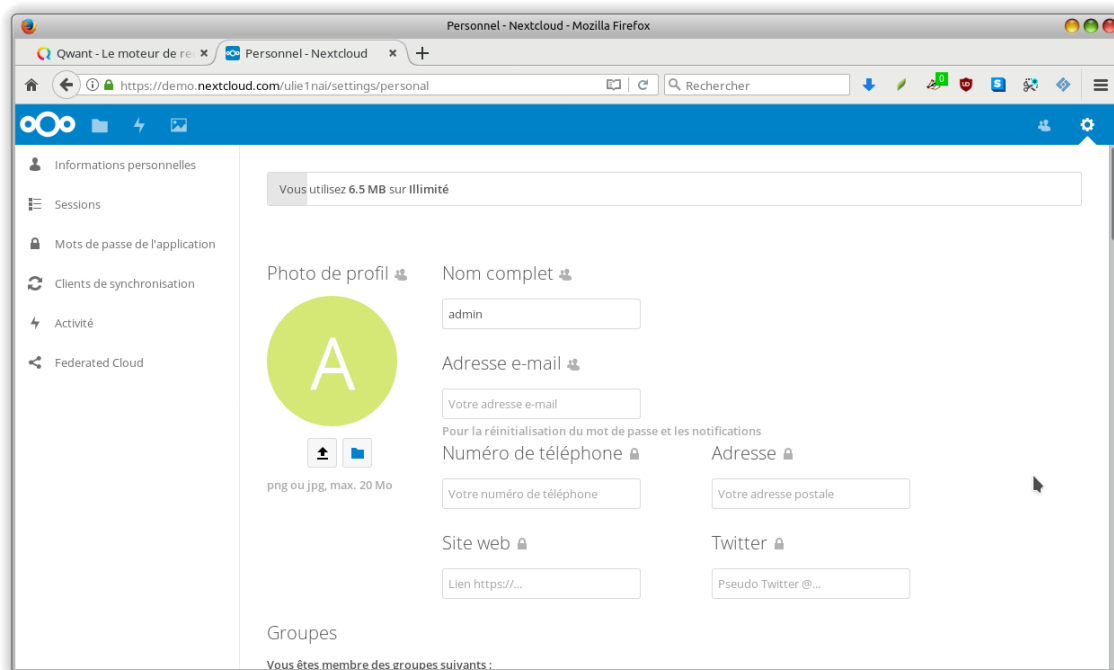 Personnel - Nextcloud - Mozilla Firefox
Qwant - Le moteur de re
Personnel - Nextcloud
https://demo.nextcloud.com/ulie1nai/settings/personal
Rechercher
0
S
Informations personnelles
Sessions
Mots de passe de l'application
Clients de synchronisation
Activité
Federated Cloud
Vous utilisez 6.5 MB sur Illimité
Photo de profil
Nom complet
A
admin
Adresse e-mail
Votre adresse e-mail
Pour la réinitialisation du mot de passe et les notifications
png ou jpg, max. 20 Mo
Numéro de téléphone
Adresse
Votre numéro de téléphone
Votre adresse postale
Site web
Twitter
Lien https://...
Pseudo Twitter @...
Groupes
Vous êtes membre des groupes suivants :